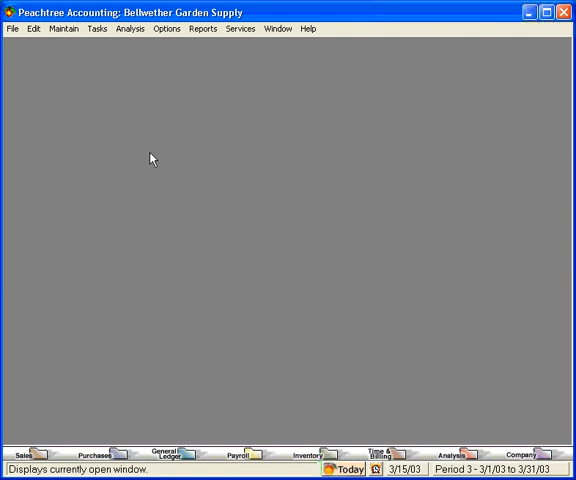 Peachtree Accounting: Bellwether Garden Supply
File Edit Maintain Tasks Analysis Options Reports Services Window Help
Sales Purchases General Ledger Payroll Inventory Time & Billing Analysis Company
Displays currently open window. Today 3/15/03 Period 3 - 3/1/03 to 3/31/03